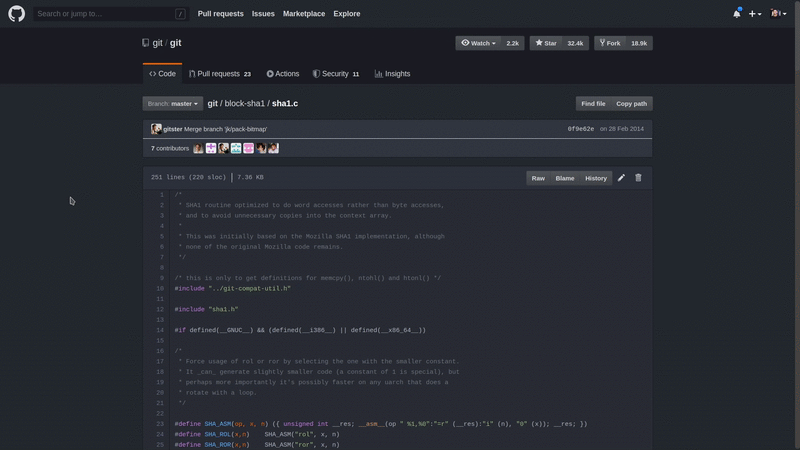 Search or jump to… /
Pull requests Issues Marketplace Explore
git / git
Watch 2.2k Star 32.4k Fork 18.9k
Code Pull requests 23 Actions Security 11 Insights
Branch: master git / block-sha1 / sha1.c Find file Copy path
gitster Merge branch 'jk/pack-bitmap' 0f9e62e on 28 Feb 2014
7 contributors
251 lines (220 sloc) 7.36 KB Raw Blame History
1 /*
2 * SHA1 routine optimized to do word accesses rather than byte accesses,
3 * and to avoid unnecessary copies into the context array.
4 *
5 * This was initially based on the Mozilla SHA1 implementation, although
6 * none of the original Mozilla code remains.
7 */
8
9 /* this is only to get definitions for memcpy(), ntohl() and htonl() */
10 #include "../git-compat-util.h"
11
12 #include "sha1.h"
13
14 #if defined(__GNUC__) && (defined(__i386__) || defined(__x86_64__))
15
16 /*
17 * Force usage of rol or ror by selecting the one with the smaller constant.
18 * It _can_ generate slightly smaller code (a constant of 1 is special), but
19 * perhaps more importantly it's possibly faster on any uarch that does a
20 * rotate with a loop.
21 */
22
23 #define SHA_ASM(op, x, n) ({ unsigned int __res; __asm__(op " %1,%0":"=r" (__res):"i" (n), "0" (x)); __res; })
24 #define SHA_ROL(x,n) SHA_ASM("rol", x, n)
25 #define SHA_ROR(x,n) SHA_ASM("ror", x, n)